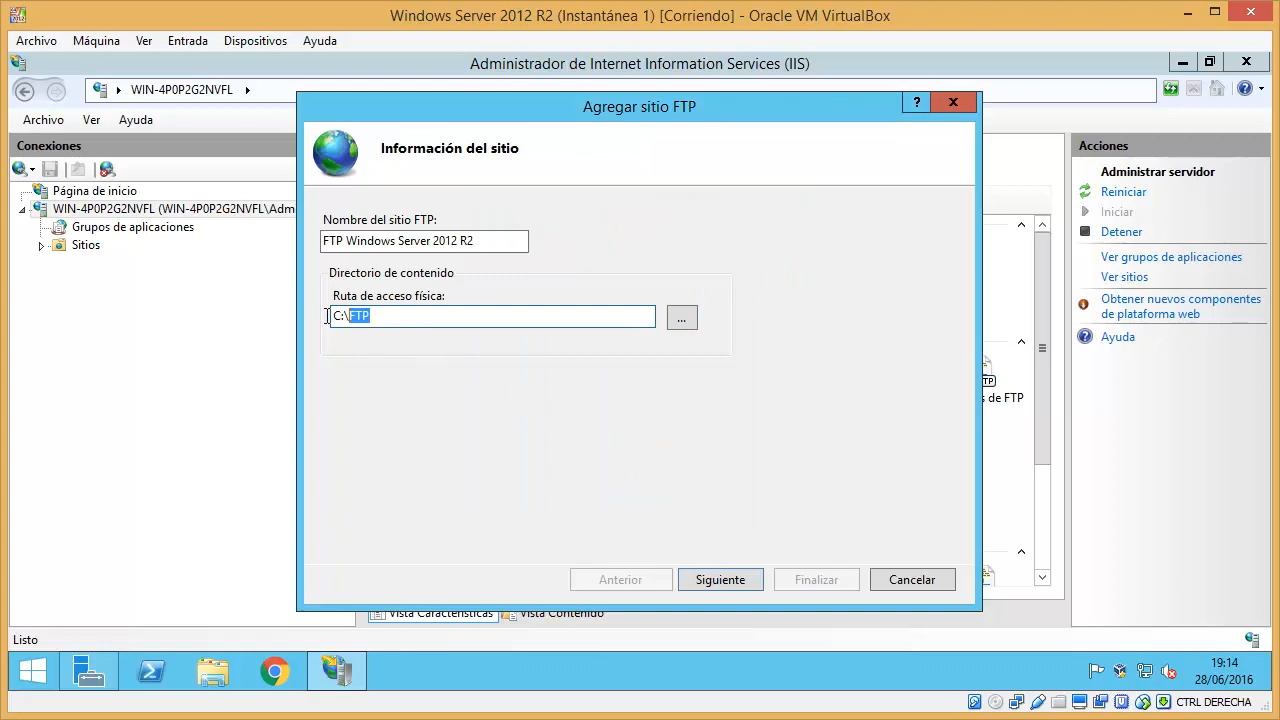 Windows Server 2012 R2 (Instantánea 1) [Corriendo] - Oracle VM VirtualBox
Archivo Máquina Ver Entrada Dispositivos Ayuda
Administrador de Internet Information Services (IIS)
WIN-4P0P2G2NVFL
Archivo Ver Ayuda
Agregar sitio FTP
?
Conexiones
Página de inicio
WIN-4P0P2G2NVFL (WIN-4P0P2G2NVFL\Adm
Grupos de aplicaciones
Sitios
Información del sitio
Nombre del sitio FTP:
FTP Windows Server 2012 R2
Directorio de contenido
Ruta de acceso física:
C:\FTP
...
Anterior Siguiente Finalizar Cancelar
s de FTP
Vista Características Vista Contenido
Acciones
Administrar servidor
Reiniciar
Iniciar
Detener
Ver grupos de aplicaciones
Ver sitios
Obtener nuevos componentes
de plataforma web
Ayuda
Listo
19:14
28/06/2016
CTRL DERECHA